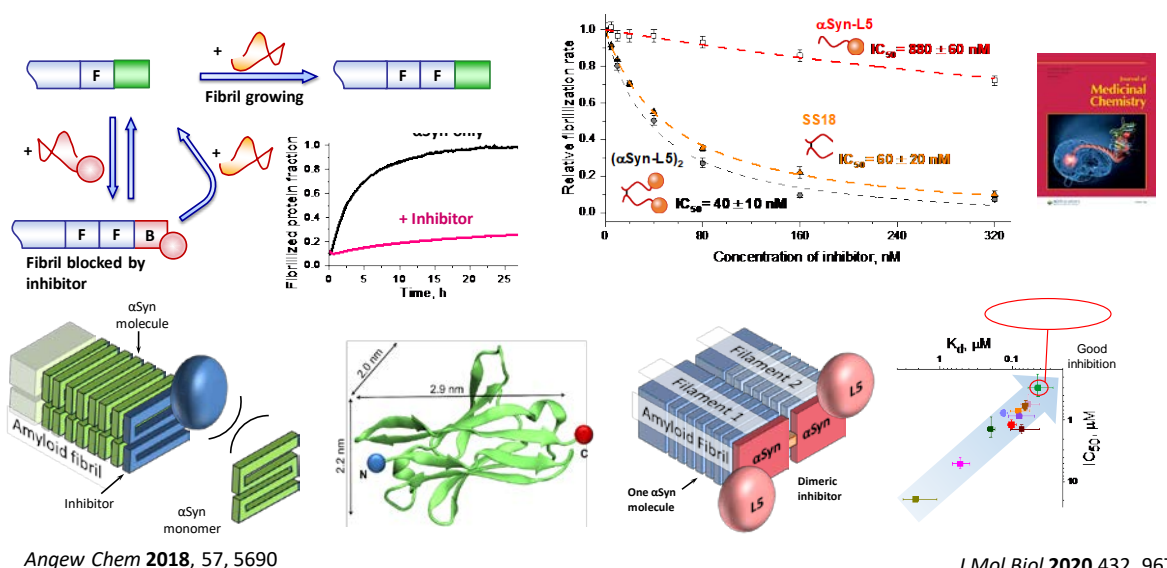 +
F
Fibril growing
F F
+
+
F F B
Fibril blocked by
inhibitor
Fibrillized protein fraction
1.0
0.8
0.6
0.4
0.2
0.0
αSyn only
+ Inhibitor
0 5 10 15 20 25
Time, h
Relative fibrillization rate
1.0
0.8
0.6
0.4
0.2
0.0
αSyn-L5
IC50 = 880 ± 60 nM
SS18
IC50 = 60 ± 20 nM
(αSyn-L5)2
IC50 = 40 ± 10 nM
0 80 160 240 320
Concentration of inhibitor, nM
Journal of
Medicinal
Chemistry
αSyn
molecule
Amyloid fibril
Inhibitor
αSyn
monomer
2.0 nm
2.9 nm
2.2 nm
N
C
Filament 2
Filament 1
Amyloid Fibril
αSyn
αSyn
L5
L5
One αSyn
molecule
Dimeric
inhibitor
Kd, μM
1 0.1
Good
inbition
1
10
IC50, μM
Angew Chem 2018, 57, 5690
J Mol Biol 2020 432, 967